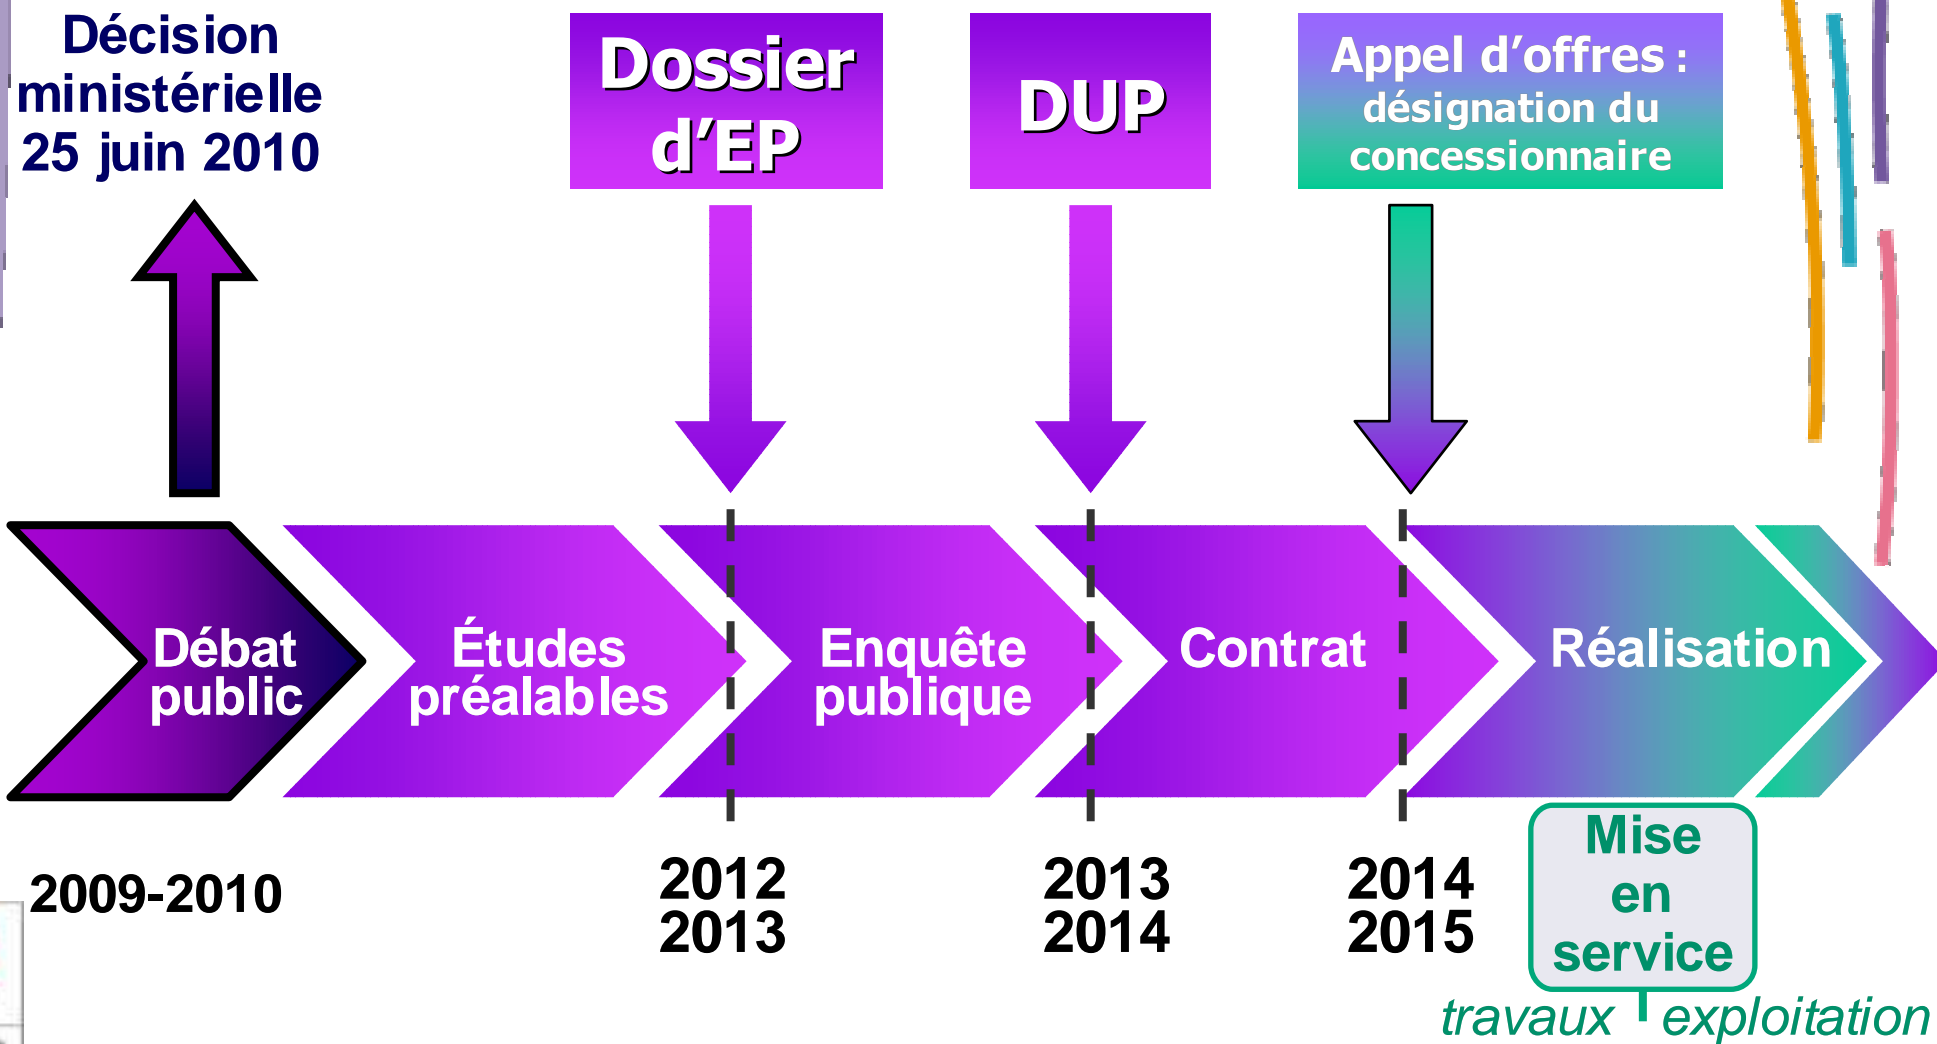 Décision
ministérielle
25 juin 2010
Dossier
d’EP
DUP
Appel d’offres :
désignation du
concessionnaire
Débat
public
Études
préalables
Enquête
publique
Contrat
Réalisation
2009-2010
2012
2013
2013
2014
2014
2015
Mise
en
service
travaux
exploitation